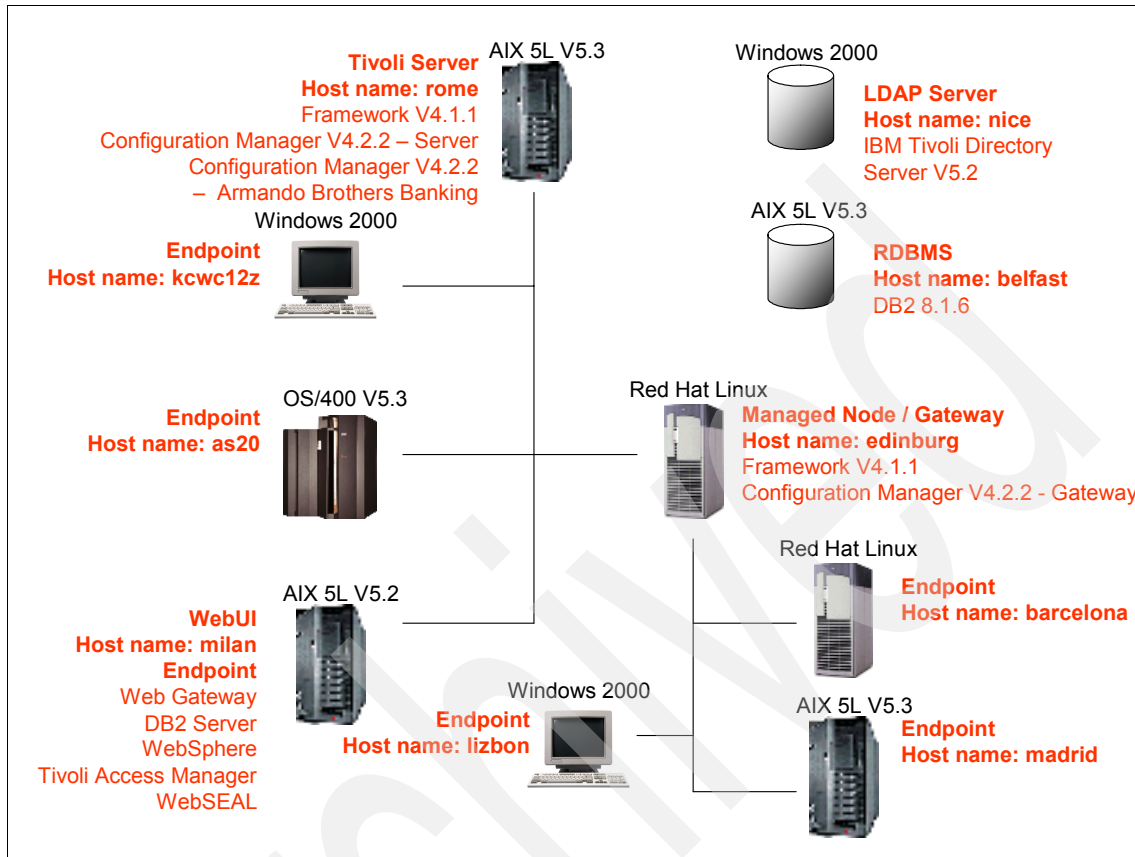 AIX 5L V5.3
Tivoli Server
Host name: rome
Framework V4.1.1
Configuration Manager V4.2.2 – Server
Configuration Manager V4.2.2
– Armando Brothers Banking
Windows 2000
LDAP Server
Host name: nice
IBM Tivoli Directory
Server V5.2
Windows 2000
Endpoint
Host name: kcwc12z
AIX 5L V5.3
RDBMS
Host name: belfast
DB2 8.1.6
OS/400 V5.3
Endpoint
Host name: as20
Red Hat Linux
Managed Node / Gateway
Host name: edinburg
Framework V4.1.1
Configuration Manager V4.2.2 - Gateway
Red Hat Linux
Endpoint
Host name: barcelona
AIX 5L V5.2
WebUI
Host name: milan
Endpoint
Web Gateway
DB2 Server
WebSphere
Tivoli Access Manager
WebSEAL
Windows 2000
Endpoint
Host name: lizbon
AIX 5L V5.3
Endpoint
Host name: madrid